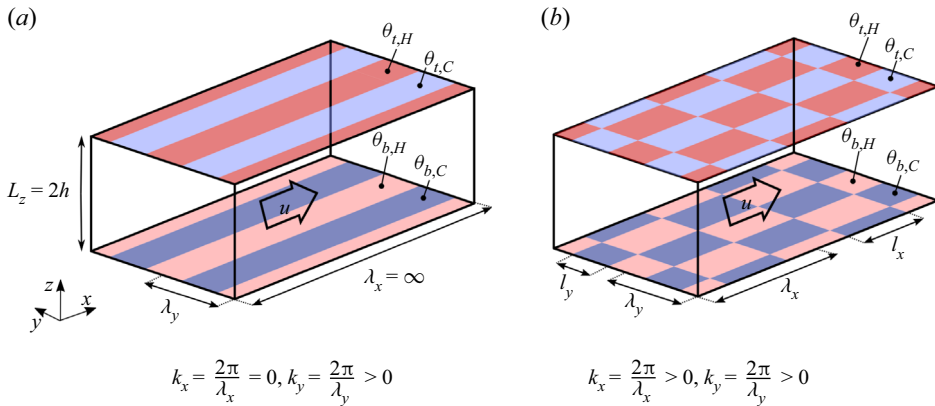 (a)
θt,H
θt,C
θb,H
θb,C
Lz = 2h
u
λx = ∞
λy
z
x
y
kx = 2π/λx = 0, ky = 2π/λy > 0
(b)
θt,H
θt,C
θb,H
θb,C
u
lx
ly
λx
λy
kx = 2π/λx > 0, ky = 2π/λy > 0